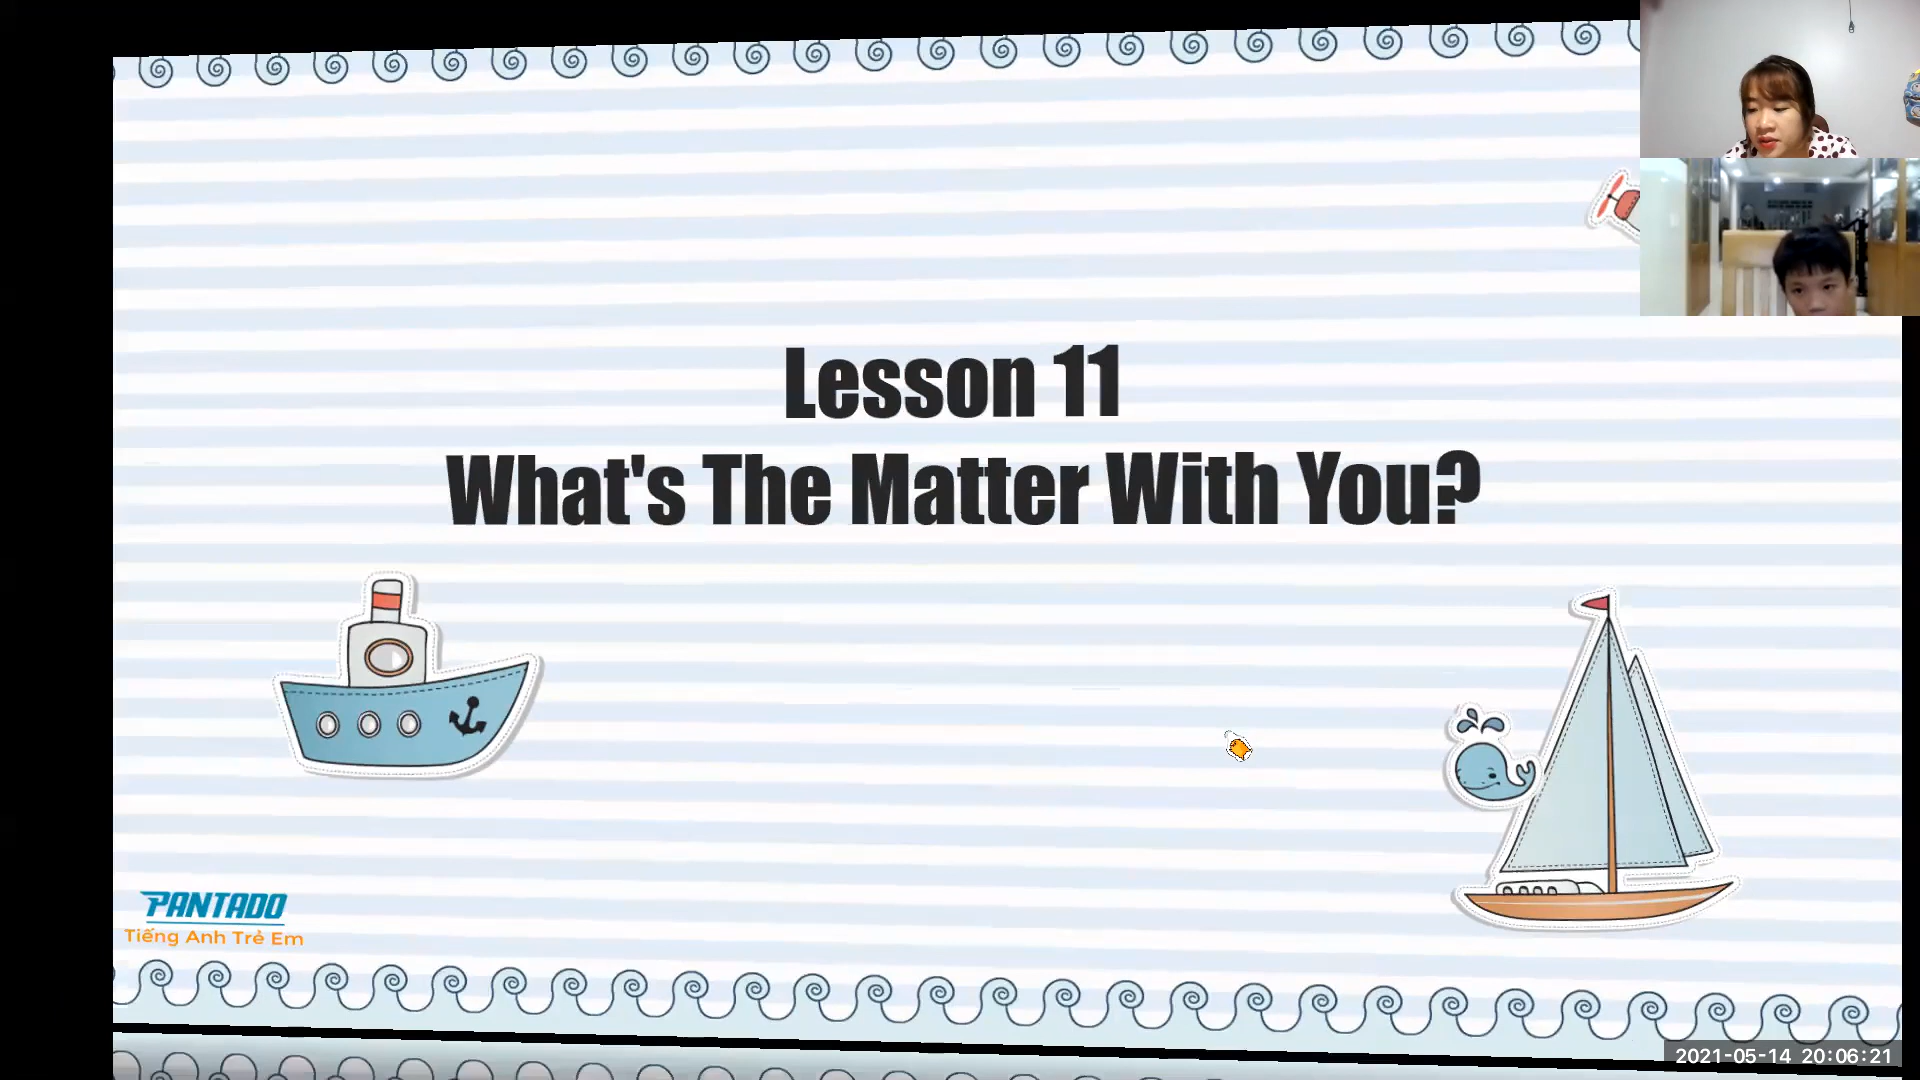 Lesson 11
What's The Matter With You?
PANTADO
Tiếng Anh Trẻ Em
2021-05-14 20:06:21